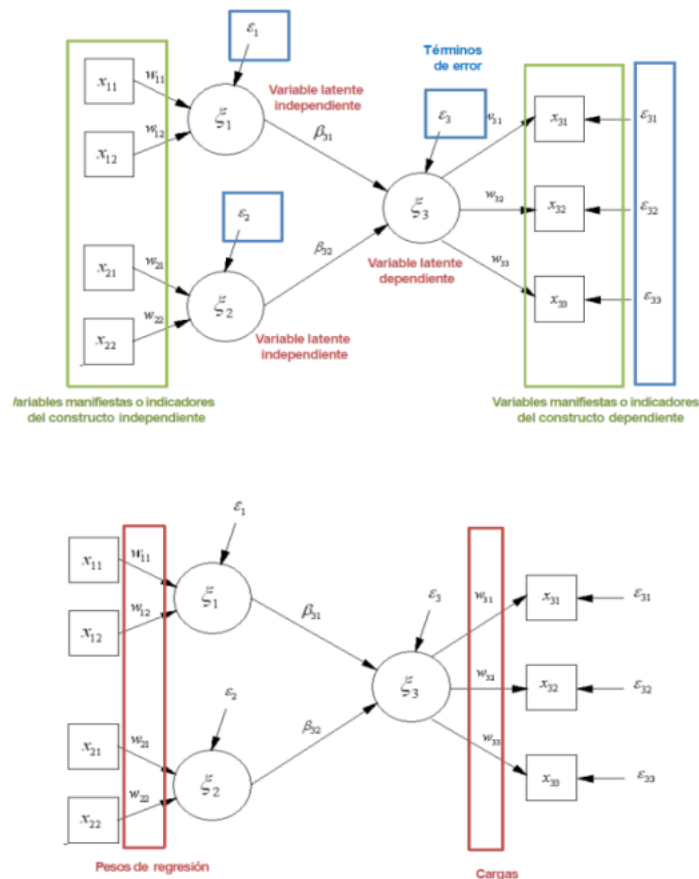 ε₁
x₁₁
w₁₁
Términos
de error
Variable latente
independiente
ξ₁
ε₃
w₃₁
x₃₁
ε₃₁
w₁₂
x₁₂
β₃₁
ε₂
ξ₃
w₃₂
x₃₂
ε₃₂
x₂₁
w₂₁
β₃₂
Variable latente
dependiente
w₃₃
ξ₂
x₃₃
ε₃₃
w₂₂
x₂₂
Variable latente
independiente
/ariables manifiestas o indicadores
del constructo independiente
Variables manifiestas o indicadores
del constructo dependiente
ε₁
x₁₁
w₁₁
ξ₁
ε₃
w₃₁
x₃₁
ε₃₁
w₁₂
x₁₂
β₃₁
ε₂
ξ₃
w₃₂
x₃₂
ε₃₂
x₂₁
w₂₁
β₃₂
w₃₃
ξ₂
x₃₃
ε₃₃
w₂₂
x₂₂
Pesos de regresión
Cargas